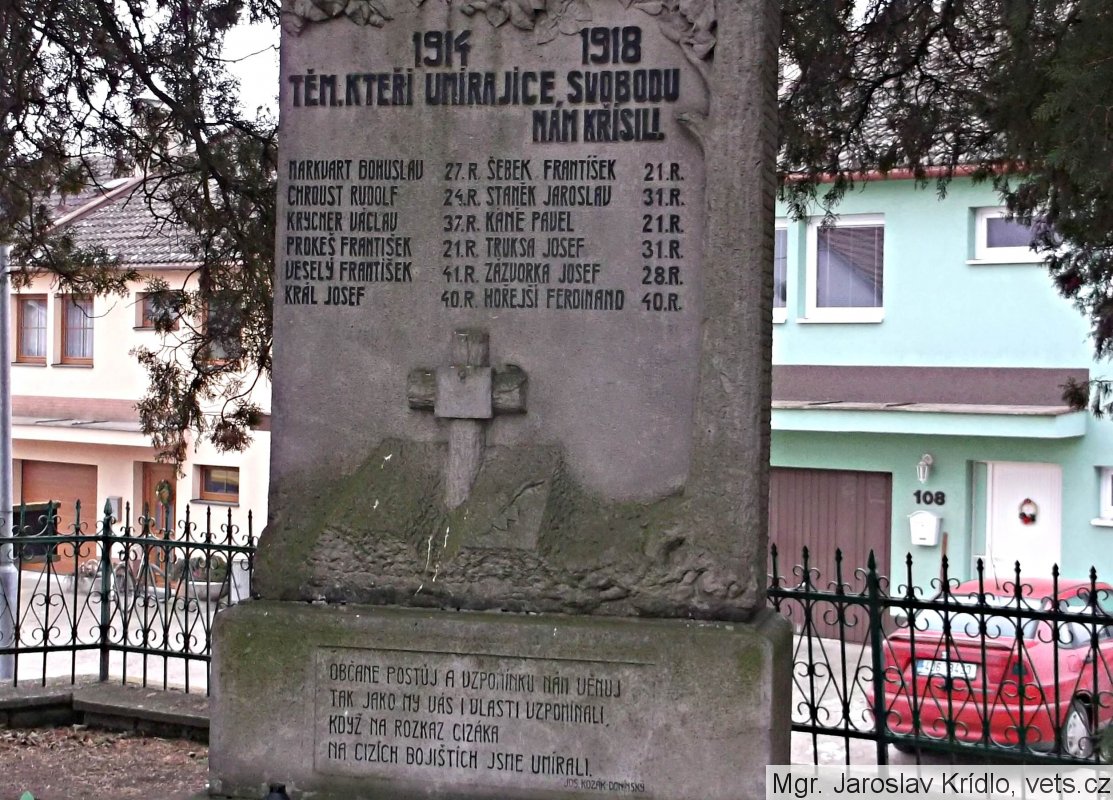 1914 1918
TĚM, KTEŘÍ UMÍRAJÍCE, SVOBODU
NÁM KŘÍSILI.
MARKVART BOHUSLAV 27.R. ŠEBEK FRANTIŠEK 21.R.
CHROUST RUDOLF 24.R. STANĚK JAROSLAV 31.R.
KRYCNER VÁCLAV 37.R. KÁNĚ PAVEL 21.R.
PROKEŠ FRANTIŠEK 21.R. TRUKSA JOSEF 31.R.
VESELÝ FRANTIŠEK 41.R. ZÁZVORKA JOSEF 28.R.
KRÁL JOSEF 40.R. HOŘEJŠÍ FERDINAND 40.R.
OBČANE POSTŮJ A VZPOMÍNKU NÁM VĚNUJ
TAK JAKO MY VÁS I VLASTI VZPOMÍNALI,
KDYŽ NA ROZKAZ CIZÁKA
NA CIZÍCH BOJIŠTÍCH JSME UMÍRALI.
JOS. KOZÁK DONÍNSKÝ
108
Mgr. Jaroslav Krídlo, vets.cz